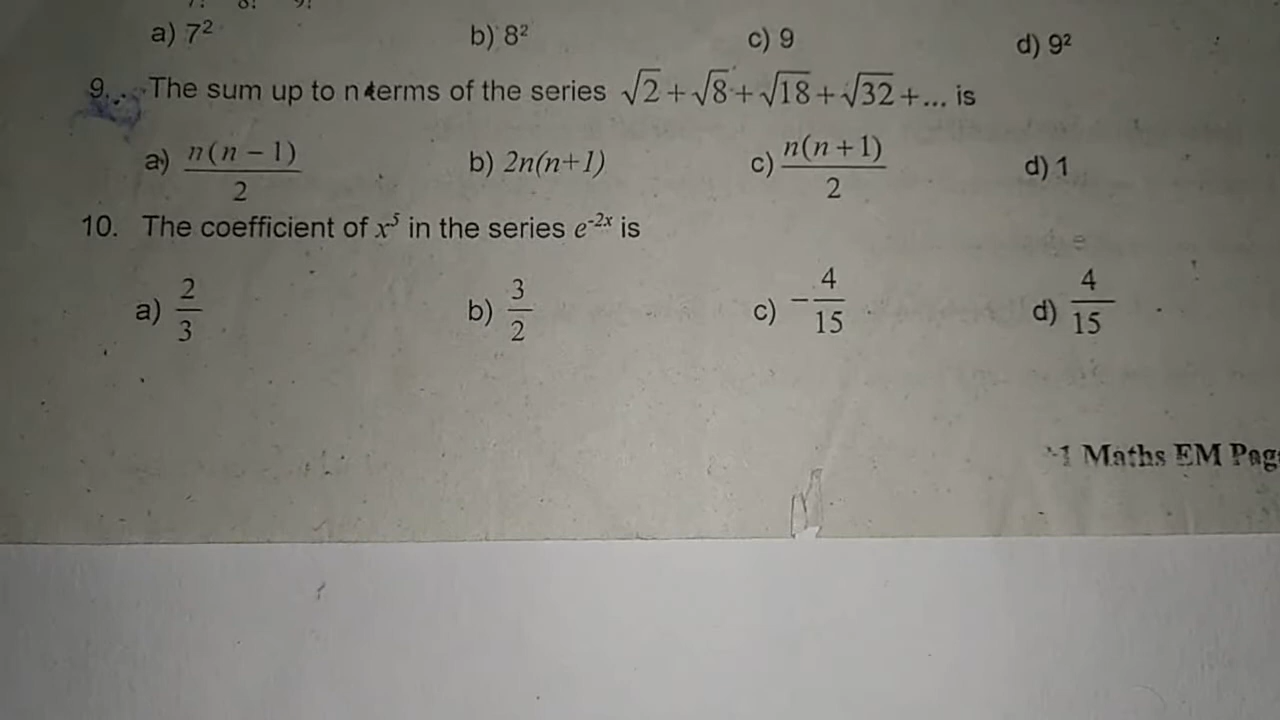 a) 7² b) 8² c) 9 d) 9²
9. The sum up to n terms of the series √2 + √8 + √18 + √32 + ... is
a) n(n − 1)/2 b) 2n(n+1) c) n(n + 1)/2 d) 1
10. The coefficient of x⁵ in the series e⁻²ˣ is
a) 2/3 b) 3/2 c) −4/15 d) 4/15
Maths EM